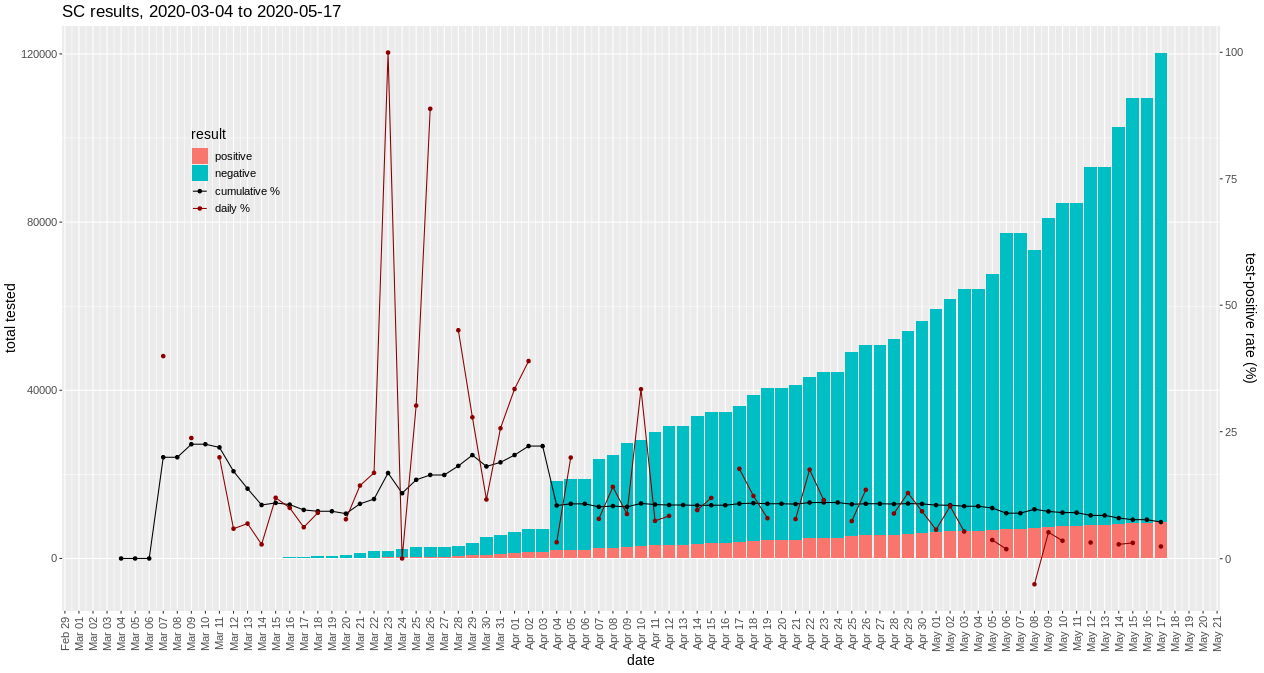 SC results, 2020-03-04 to 2020-05-17
120000
80000
40000
0
total tested
result
positive
negative
cumulative %
daily %
100
75
50
25
0
test-positive rate (%)
Feb 29
Mar 01
Mar 02
Mar 03
Mar 04
Mar 05
Mar 06
Mar 07
Mar 08
Mar 09
Mar 10
Mar 11
Mar 12
Mar 13
Mar 14
Mar 15
Mar 16
Mar 17
Mar 18
Mar 19
Mar 20
Mar 21
Mar 22
Mar 23
Mar 24
Mar 25
Mar 26
Mar 27
Mar 28
Mar 29
Mar 30
Mar 31
Apr 01
Apr 02
Apr 03
Apr 04
Apr 05
Apr 06
Apr 07
Apr 08
Apr 09
Apr 10
Apr 11
Apr 12
Apr 13
Apr 14
Apr 15
Apr 16
Apr 17
Apr 18
Apr 19
Apr 20
Apr 21
Apr 22
Apr 23
Apr 24
Apr 25
Apr 26
Apr 27
Apr 28
Apr 29
Apr 30
May 01
May 02
May 03
May 04
May 05
May 06
May 07
May 08
May 09
May 10
May 11
May 12
May 13
May 14
May 15
May 16
May 17
May 18
May 19
May 20
May 21
date